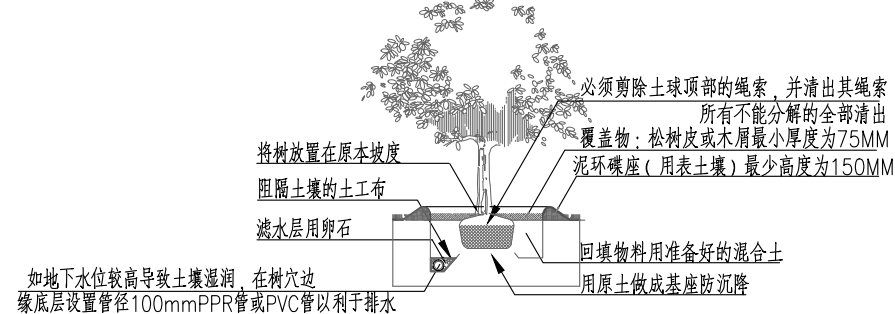 必须剪除土球顶部的绳索，并清出其绳索
所有不能分解的全部清出
覆盖物：松树皮或木屑最小厚度为75MM
泥环碟座（用表土壤）最少高度为150MM
将树放置在原本坡度
阻隔土壤的土工布
滤水层用卵石
回填物料用准备好的混合土
如地下水位较高导致土壤湿润，在树穴边
缘底层设置管径100mmPPR管或PVC管以利于排水
用原土做成基座防沉降